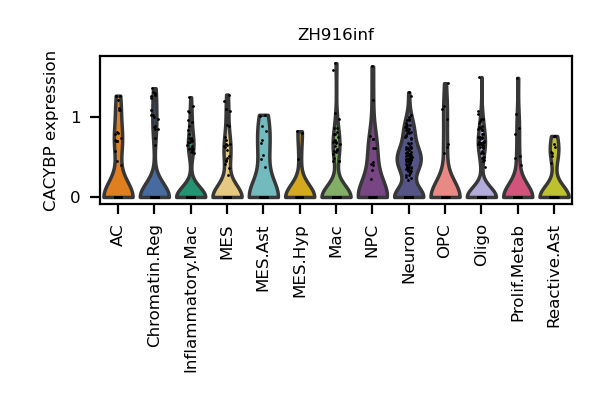 ZH916inf
CACYBP expression
1
0
AC
Chromatin.Reg
Inflammatory.Mac
MES
MES.Ast
MES.Hyp
Mac
NPC
Neuron
OPC
Oligo
Prolif.Metab
Reactive.Ast